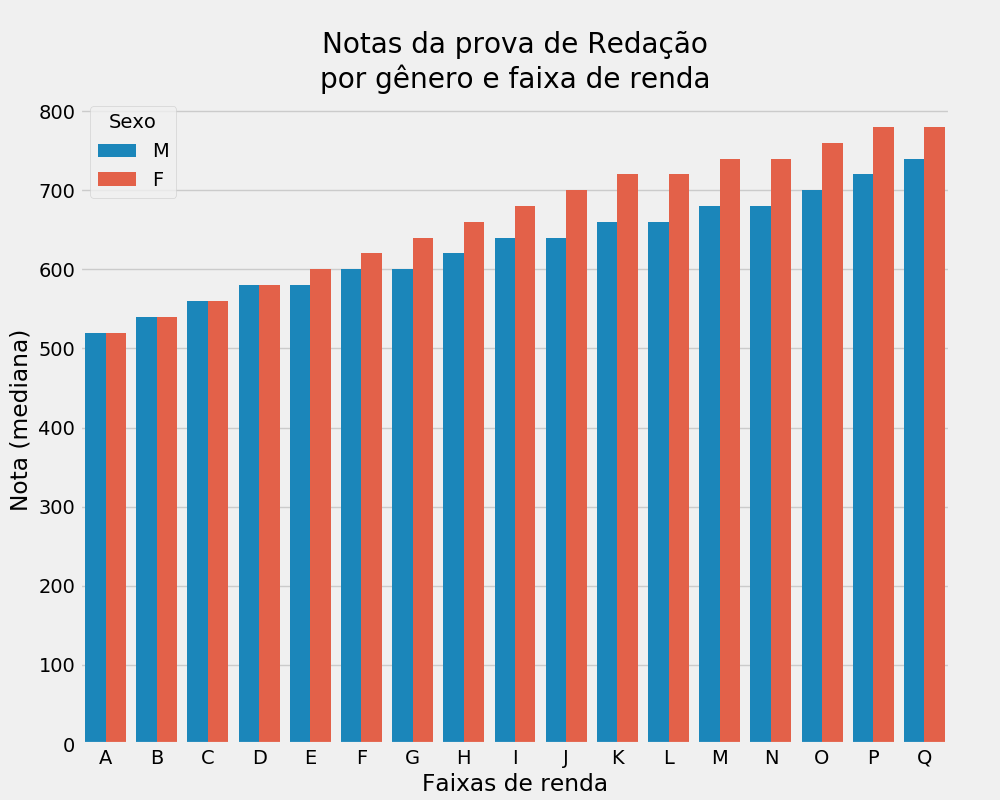 Notas da prova de Redação
por gênero e faixa de renda
Sexo
M
F
Nota (mediana)
800
700
600
500
400
300
200
100
0
A B C D E F G H I J K L M N O P Q
Faixas de renda